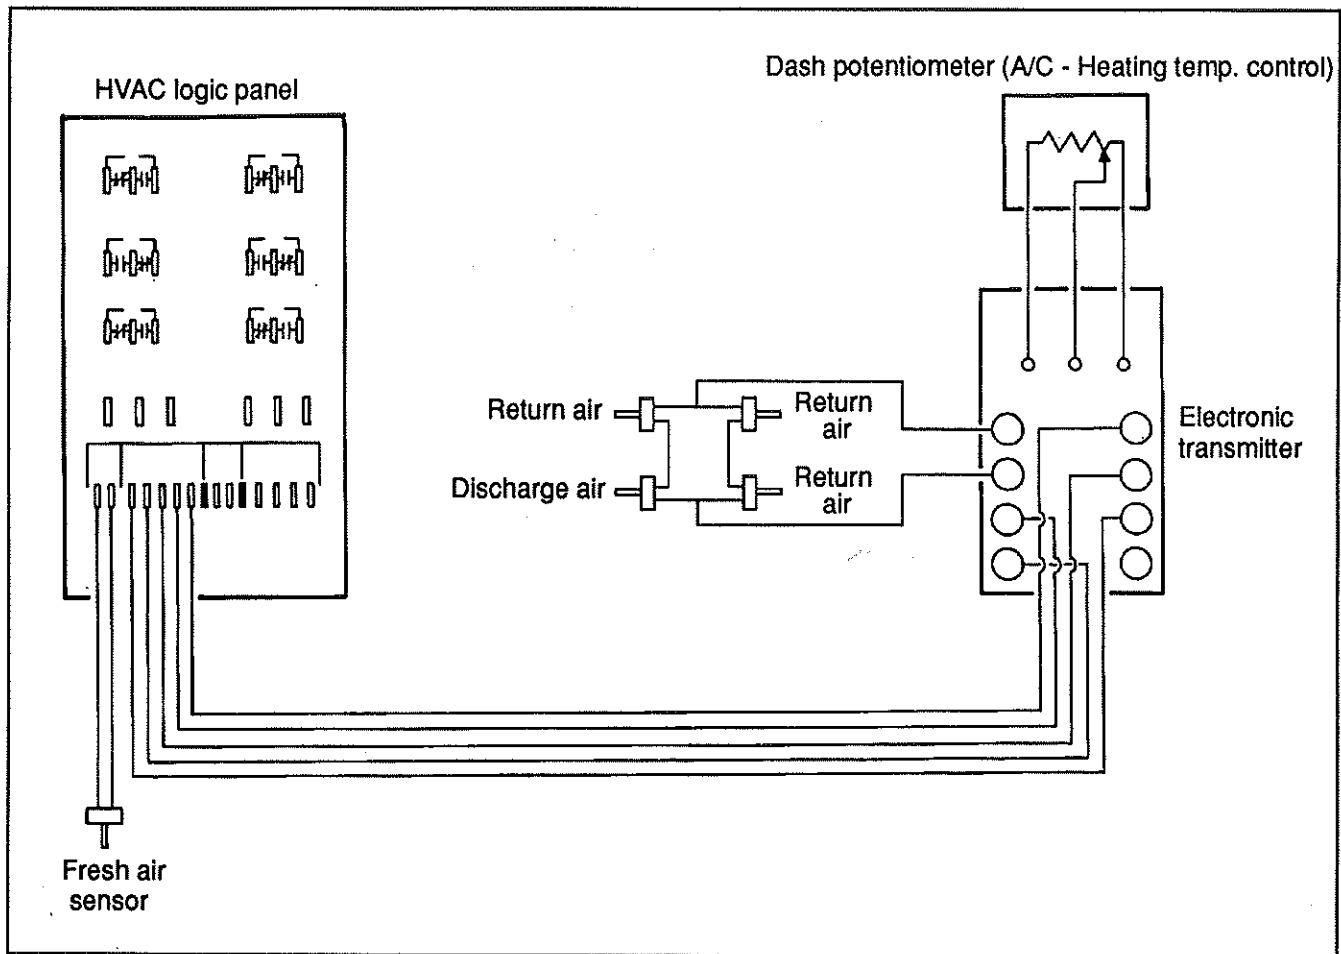 Dash potentiometer (A/C - Heating temp. control)
HVAC logic panel
Return air
Return
air
Electronic
transmitter
Discharge air
Return
air
Fresh air
sensor